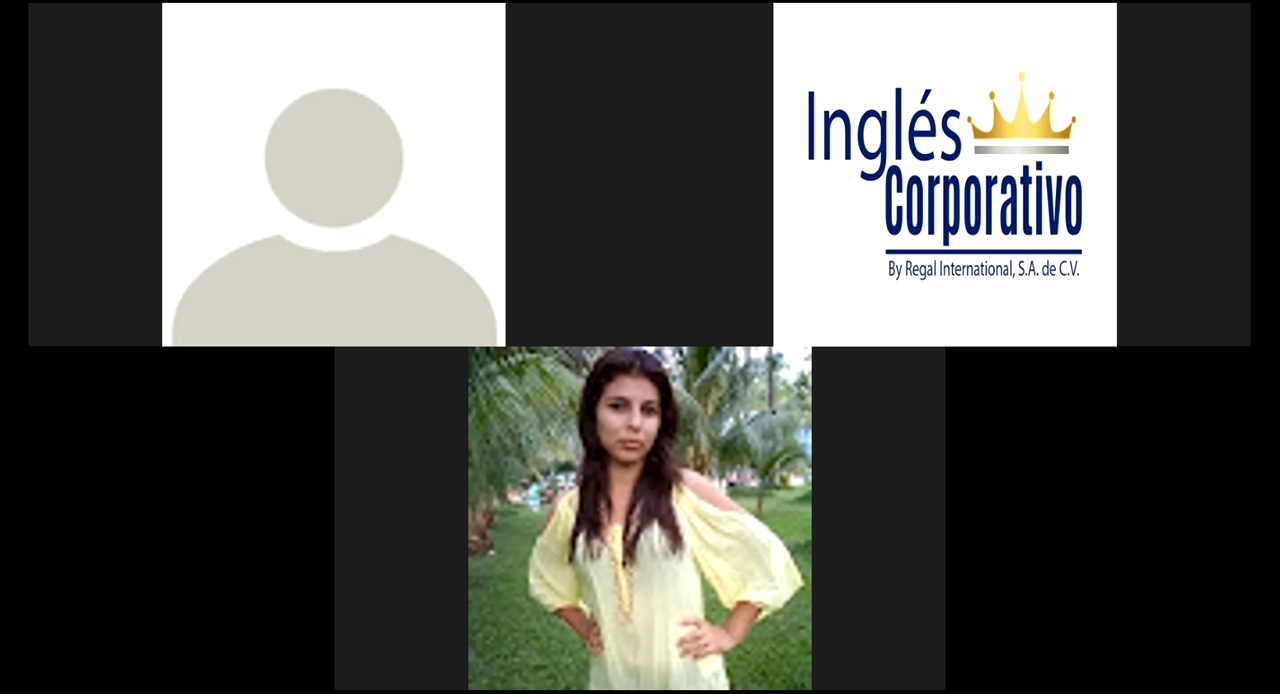 Inglés
Corporativo
By Regal International, S.A. de C.V.